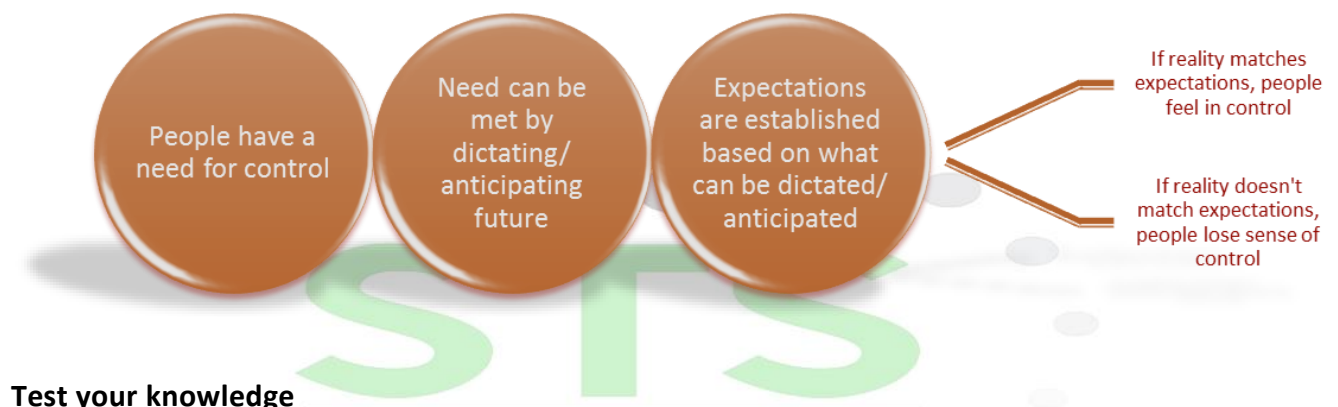 People have a
need for control
Need can be
met by
dictating/
anticipating
future
Expectations
are established
based on what
can be dictated/
anticipated
If reality matches
expectations, people
feel in control
If reality doesn't
match expectations,
people lose sense of
control
STS
Test your knowledge